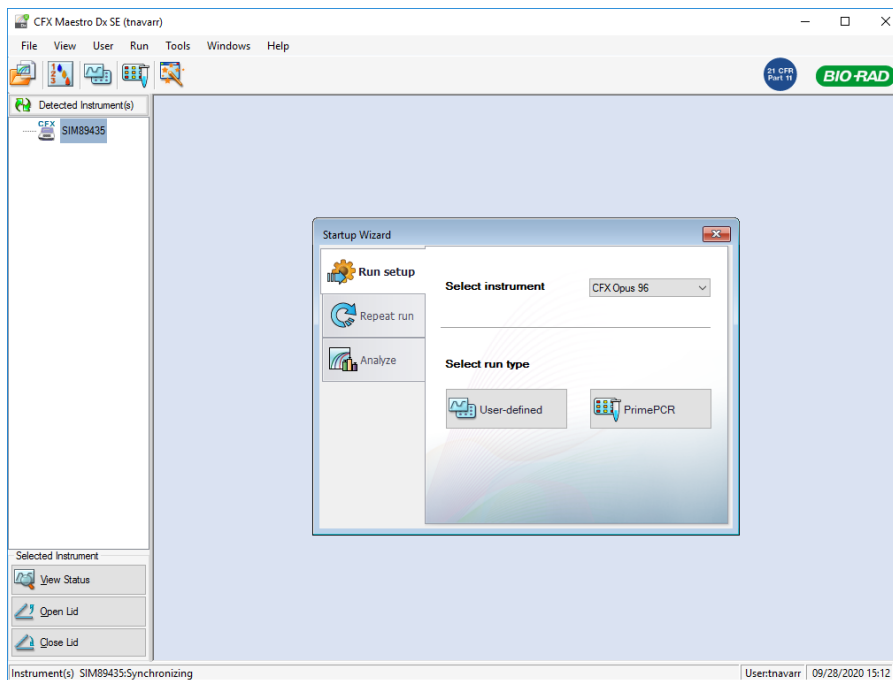 CFX Maestro Dx SE (tnavarr)
File View User Run Tools Windows Help
21 CFR
Part 11
BIO-RAD
Detected Instrument(s)
CFX
SIM89435
Startup Wizard
Run setup
Repeat run
Analyze
Select instrument
CFX Opus 96
Select run type
User-defined
PrimePCR
Selected Instrument
View Status
Open Lid
Close Lid
Instrument(s) SIM89435:Synchronizing
User:tnavarr
09/28/2020 15:12